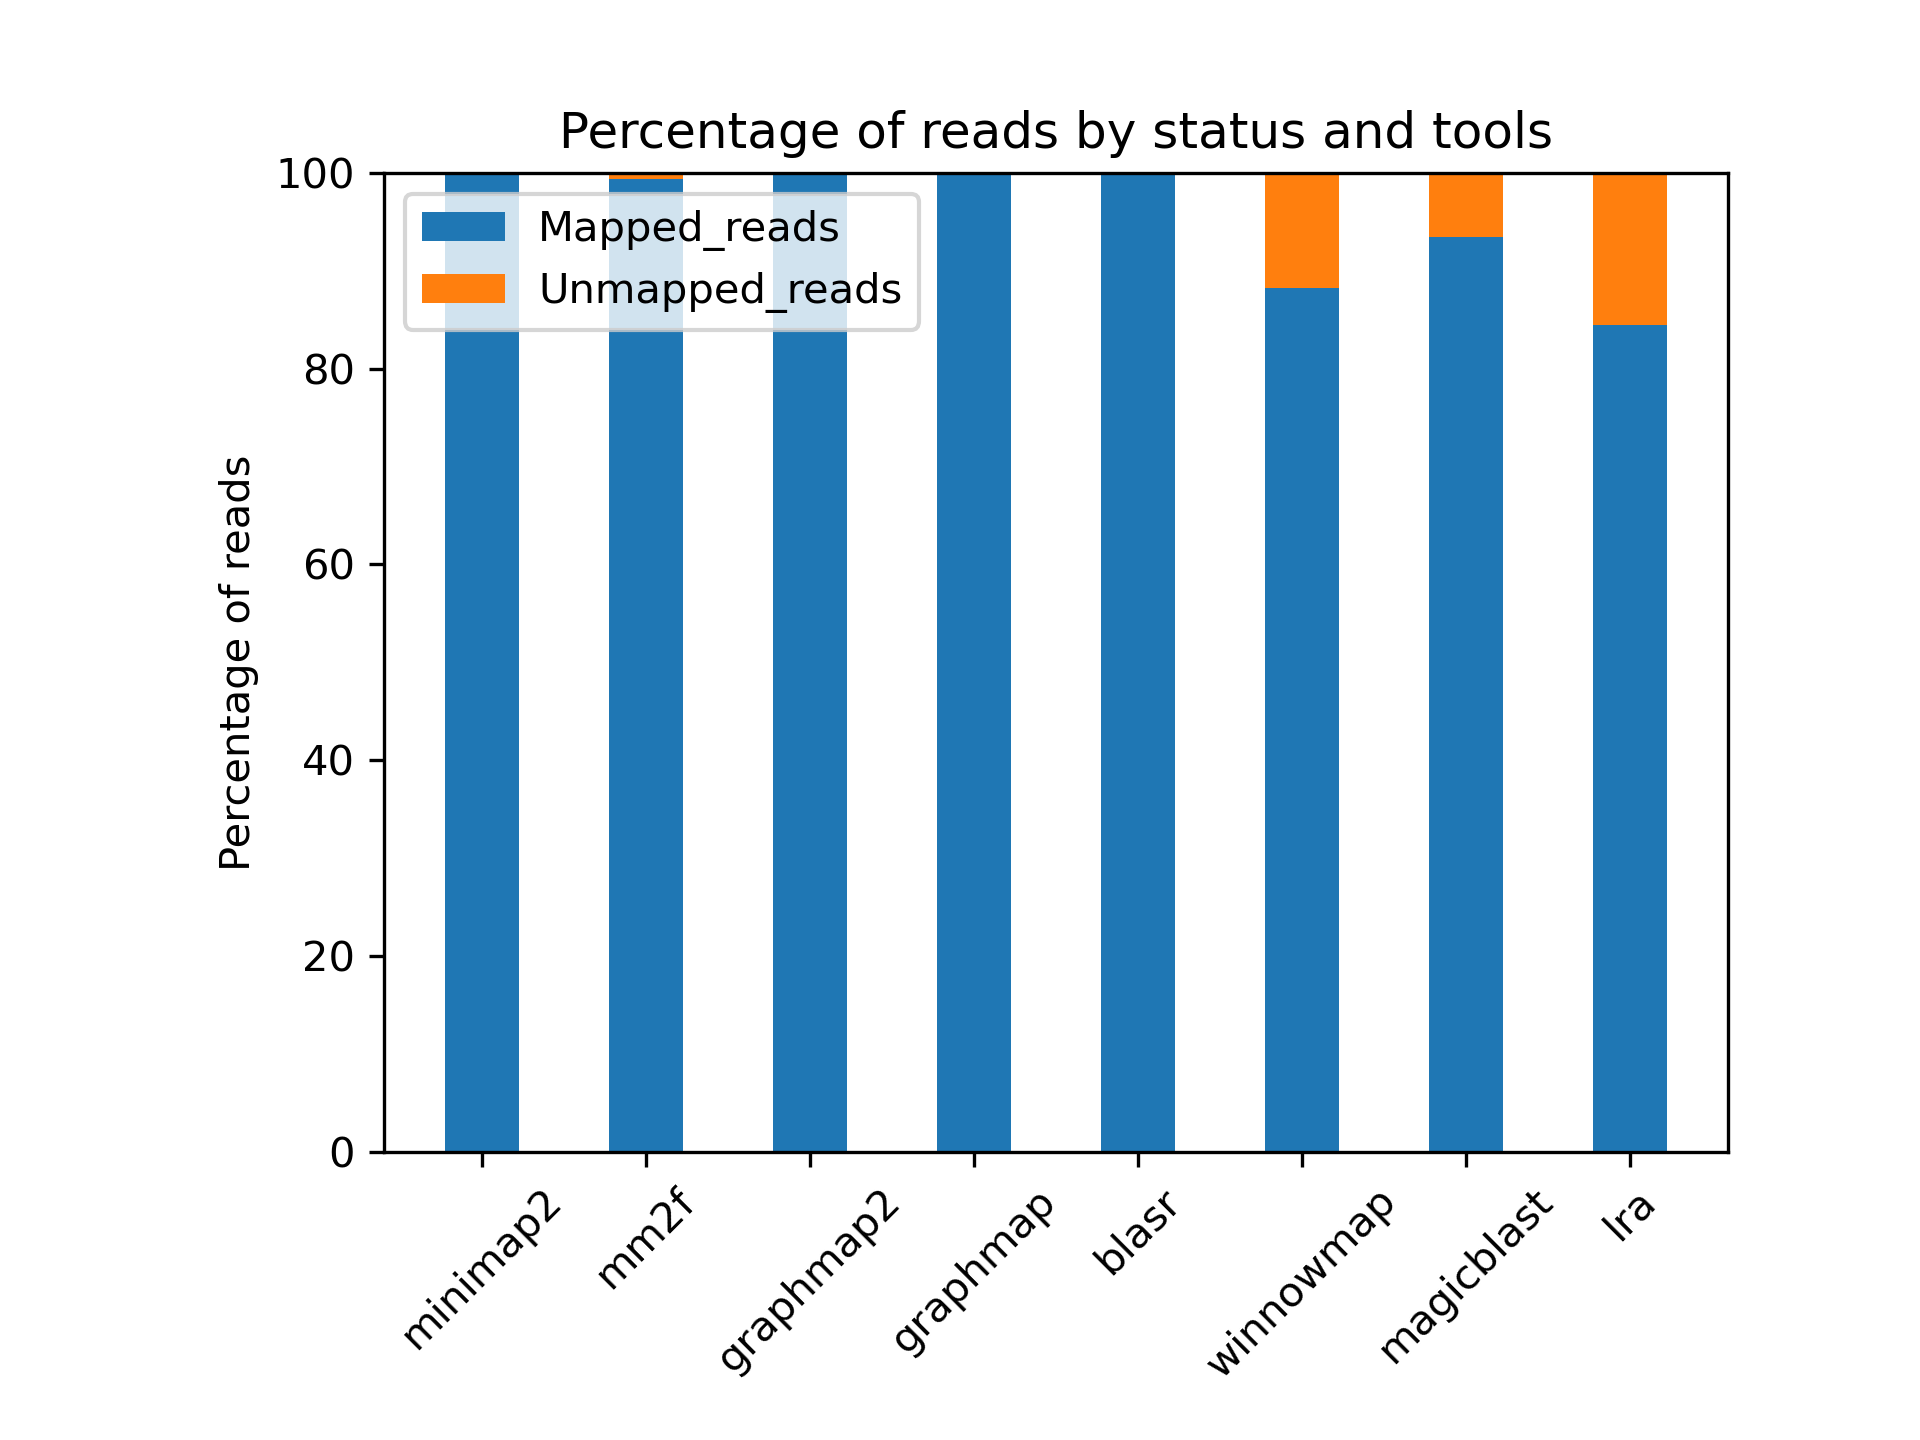 Percentage of reads by status and tools
Percentage of reads
100
80
60
40
20
0
Mapped_reads
Unmapped_reads
minimap2
mm2f
graphmap2
graphmap
blasr
winnowmap
magicblast
lra